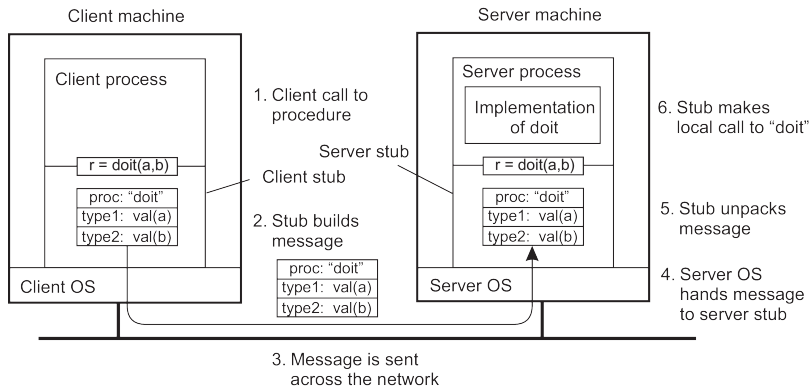 Client machine
Server machine
Client process
1. Client call to
procedure
Server process
Implementation
of doit
6. Stub makes
local call to “doit”
Server stub
r = doit(a,b)
r = doit(a,b)
Client stub
proc: “doit”
type1: val(a)
type2: val(b)
2. Stub builds
message
proc: “doit”
type1: val(a)
type2: val(b)
proc: “doit”
type1: val(a)
type2: val(b)
5. Stub unpacks
message
4. Server OS
hands message
to server stub
Client OS
Server OS
3. Message is sent
across the network